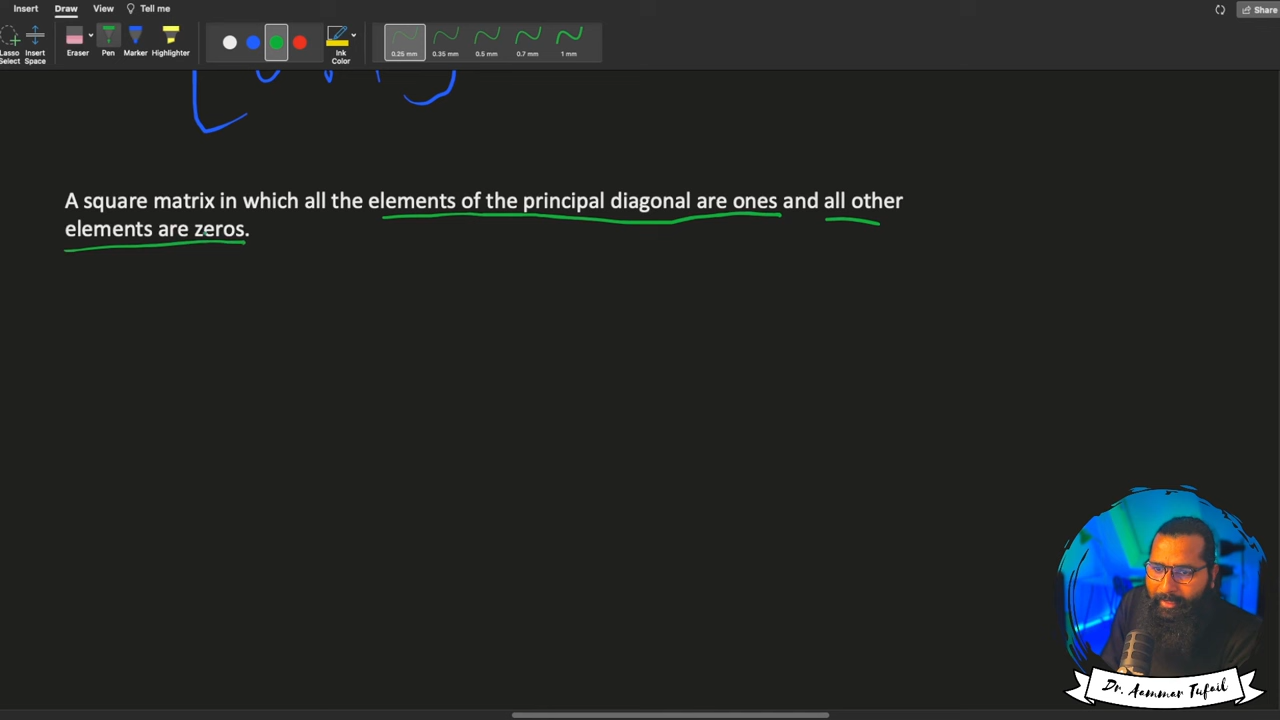 Insert Draw View Tell me
Share
Lasso Select
Insert Space
Eraser
Pen
Marker
Highlighter
Ink Color
0.25 mm
0.35 mm
0.5 mm
0.7 mm
1 mm
A square matrix in which all the elements of the principal diagonal are ones and all other
elements are zeros.
Dr. Aammar Tufail